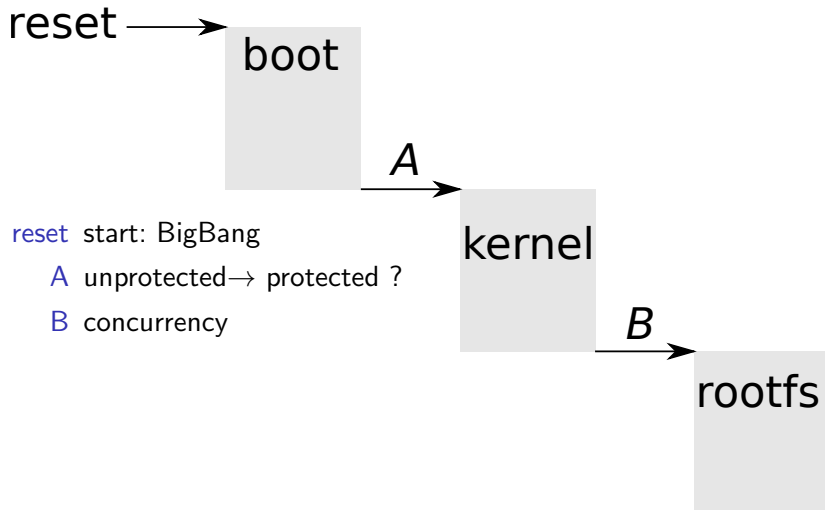 reset
boot
A
kernel
B
rootfs
reset start: BigBang
A unprotected→ protected ?
B concurrency